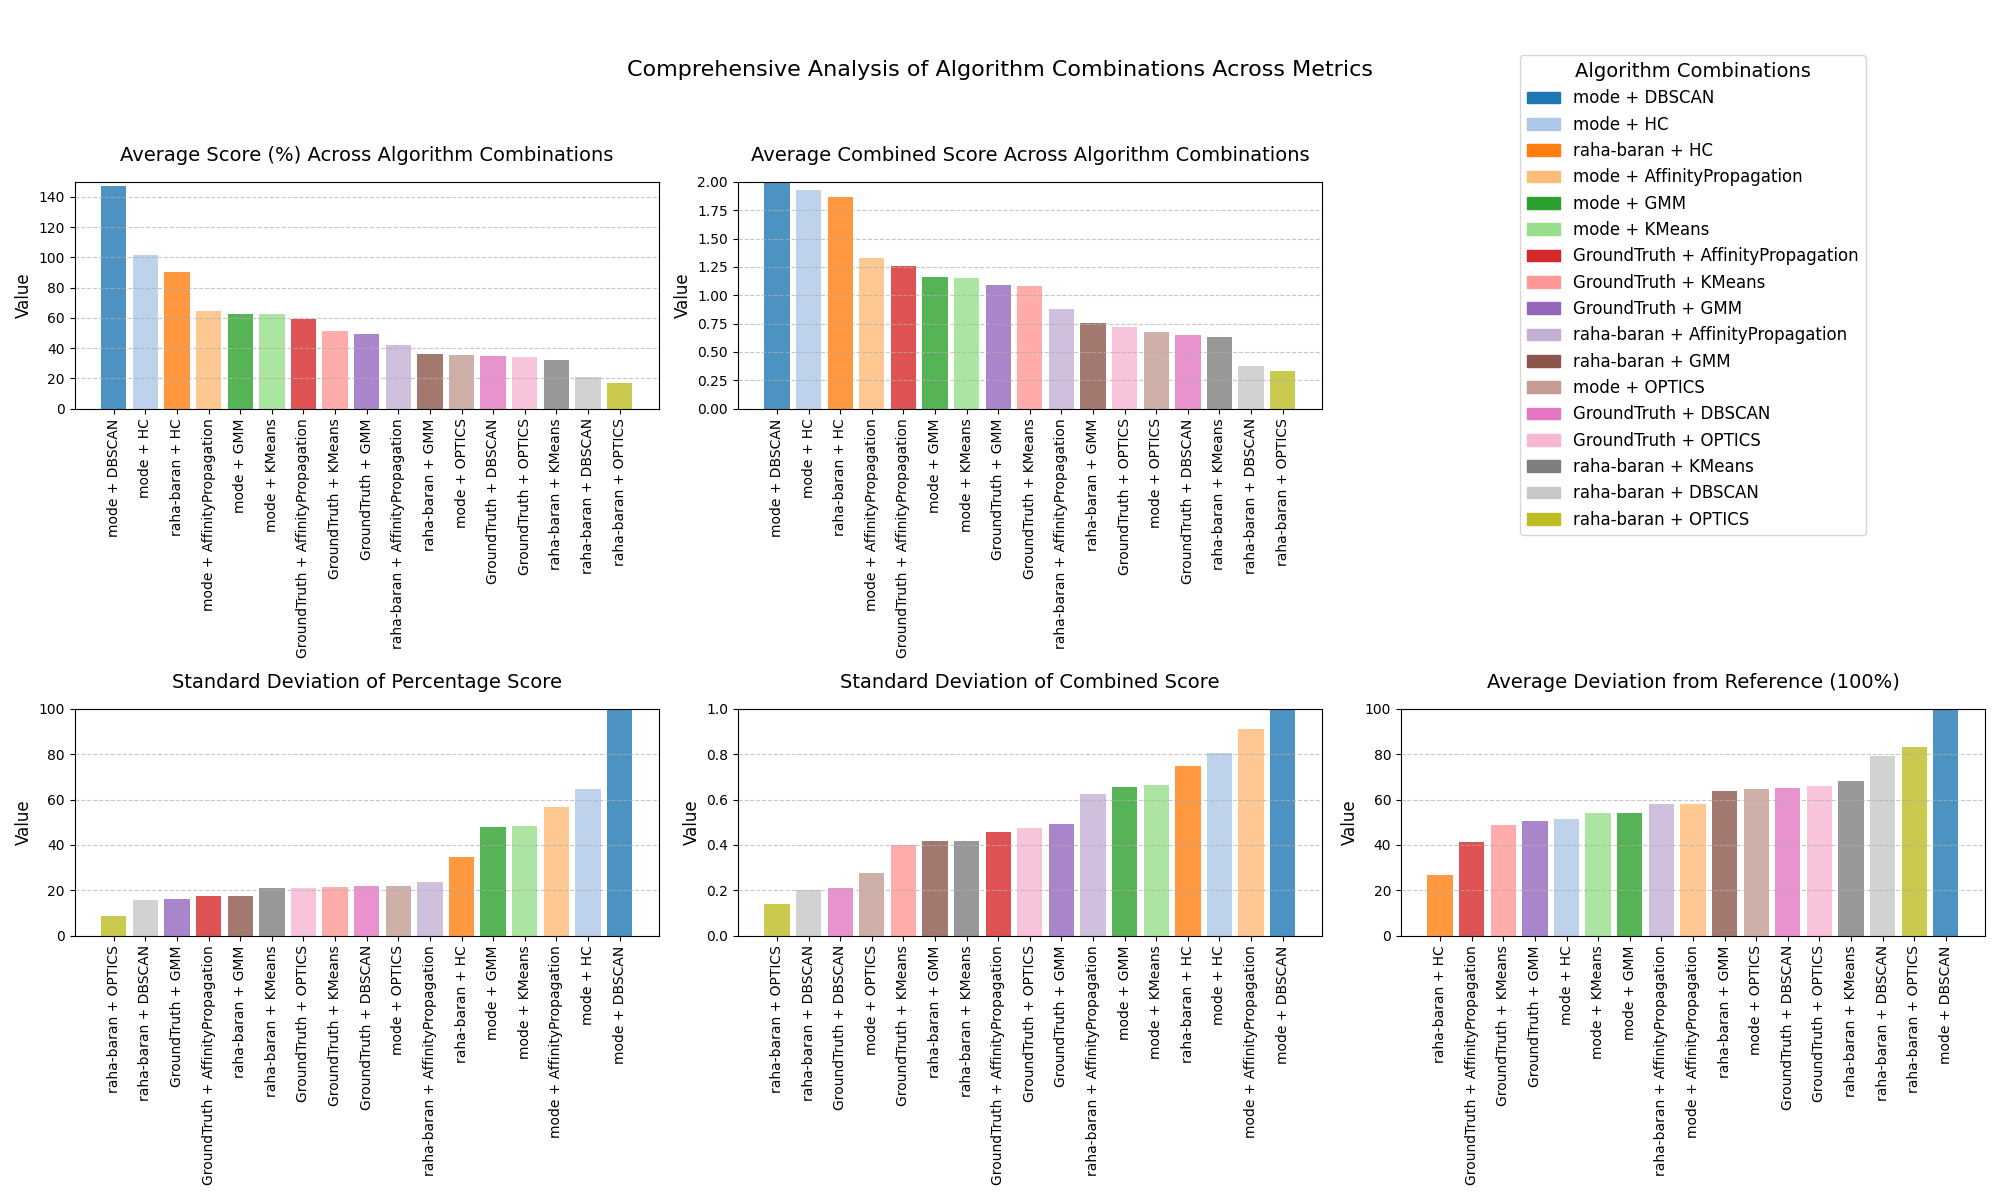 Comprehensive Analysis of Algorithm Combinations Across Metrics
Algorithm Combinations
mode + DBSCAN
mode + HC
raha-baran + HC
mode + AffinityPropagation
mode + GMM
mode + KMeans
GroundTruth + AffinityPropagation
GroundTruth + KMeans
GroundTruth + GMM
raha-baran + AffinityPropagation
raha-baran + GMM
mode + OPTICS
GroundTruth + DBSCAN
GroundTruth + OPTICS
raha-baran + KMeans
raha-baran + DBSCAN
raha-baran + OPTICS
Average Score (%) Across Algorithm Combinations
Value
140
120
100
80
60
40
20
0
mode + DBSCAN
mode + HC
raha-baran + HC
mode + AffinityPropagation
mode + GMM
mode + KMeans
GroundTruth + AffinityPropagation
GroundTruth + KMeans
GroundTruth + GMM
raha-baran + AffinityPropagation
raha-baran + GMM
mode + OPTICS
GroundTruth + DBSCAN
GroundTruth + OPTICS
raha-baran + KMeans
raha-baran + DBSCAN
raha-baran + OPTICS
Average Combined Score Across Algorithm Combinations
Value
2.00
1.75
1.50
1.25
1.00
0.75
0.50
0.25
0.00
mode + DBSCAN
mode + HC
raha-baran + HC
mode + AffinityPropagation
GroundTruth + AffinityPropagation
mode + GMM
mode + KMeans
GroundTruth + GMM
GroundTruth + KMeans
raha-baran + AffinityPropagation
raha-baran + GMM
GroundTruth + OPTICS
mode + OPTICS
GroundTruth + DBSCAN
raha-baran + KMeans
raha-baran + DBSCAN
raha-baran + OPTICS
Standard Deviation of Percentage Score
Value
100
80
60
40
20
0
raha-baran + OPTICS
raha-baran + DBSCAN
GroundTruth + GMM
GroundTruth + AffinityPropagation
raha-baran + GMM
raha-baran + KMeans
GroundTruth + OPTICS
GroundTruth + KMeans
GroundTruth + DBSCAN
mode + OPTICS
raha-baran + AffinityPropagation
raha-baran + HC
mode + GMM
mode + KMeans
mode + AffinityPropagation
mode + HC
mode + DBSCAN
Standard Deviation of Combined Score
Value
1.0
0.8
0.6
0.4
0.2
0.0
raha-baran + OPTICS
raha-baran + DBSCAN
GroundTruth + DBSCAN
mode + OPTICS
GroundTruth + KMeans
raha-baran + GMM
raha-baran + KMeans
GroundTruth + AffinityPropagation
GroundTruth + OPTICS
GroundTruth + GMM
raha-baran + AffinityPropagation
mode + GMM
mode + KMeans
raha-baran + HC
mode + HC
mode + AffinityPropagation
mode + DBSCAN
Average Deviation from Reference (100%)
Value
100
80
60
40
20
0
raha-baran + HC
GroundTruth + AffinityPropagation
GroundTruth + KMeans
GroundTruth + GMM
mode + HC
mode + KMeans
mode + GMM
raha-baran + AffinityPropagation
mode + AffinityPropagation
raha-baran + GMM
mode + OPTICS
GroundTruth + DBSCAN
GroundTruth + OPTICS
raha-baran + KMeans
raha-baran + DBSCAN
raha-baran + OPTICS
mode + DBSCAN